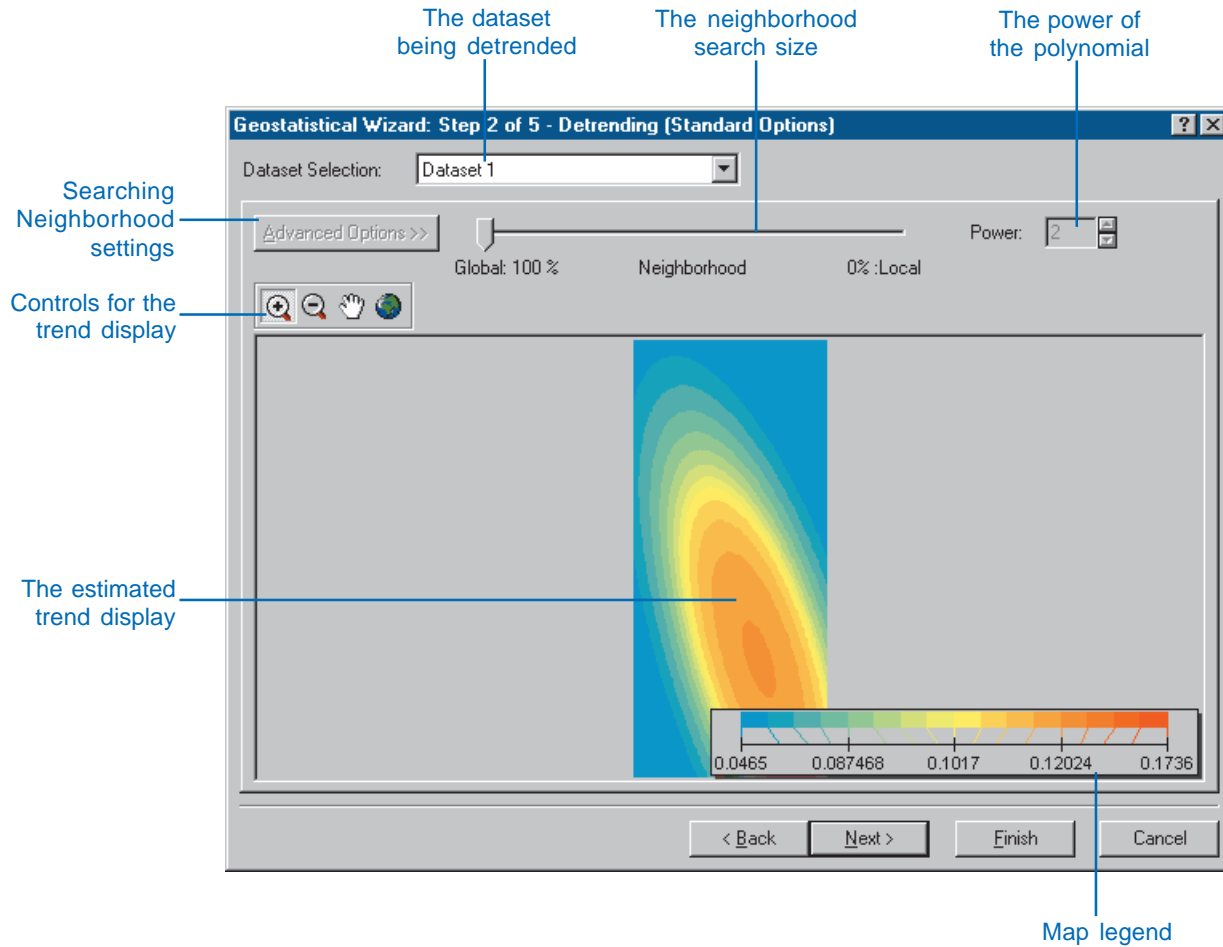 The dataset
being detrended
The neighborhood
search size
The power of
the polynomial
Geostatistical Wizard: Step 2 of 5 - Detrending (Standard Options)
Dataset Selection: Dataset 1
Searching
Neighborhood
settings
Advanced Options >>
Power: 2
Global: 100 % Neighborhood 0% :Local
Controls for the
trend display
The estimated
trend display
0.0465 0.087468 0.1017 0.12024 0.1736
< Back Next > Finish Cancel
Map legend